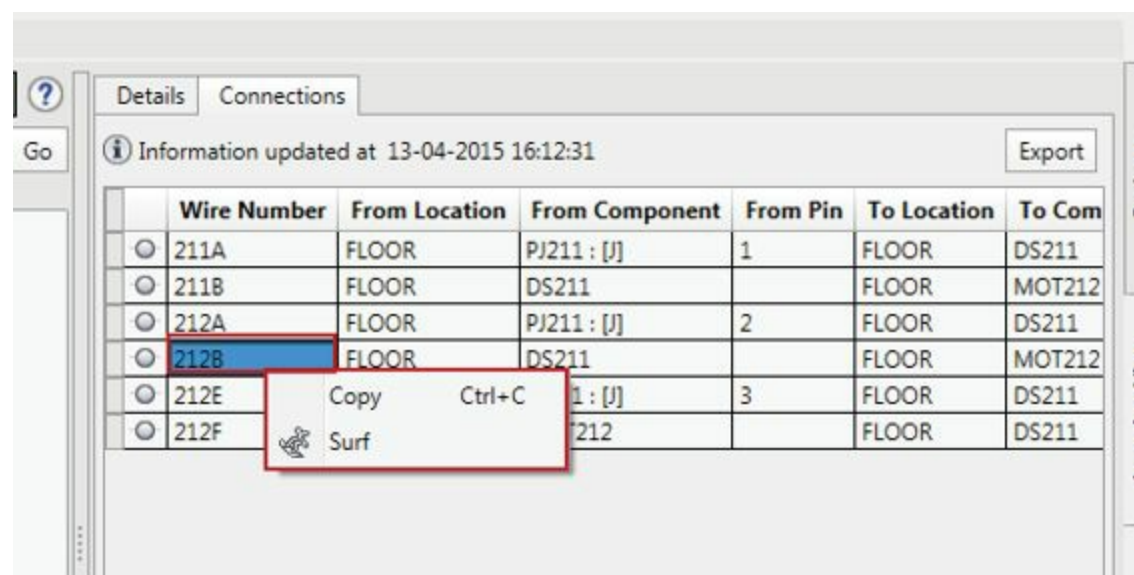 ?
Details Connections
Go
Information updated at 13-04-2015 16:12:31 Export
Wire Number From Location From Component From Pin To Location To Com
211A FLOOR PJ211 : [J] 1 FLOOR DS211
211B FLOOR DS211 FLOOR MOT212
212A FLOOR PJ211 : [J] 2 FLOOR DS211
212B FLOOR DS211 FLOOR MOT212
212E 1 : [J] 3 FLOOR DS211
Copy Ctrl+C
212F 212 FLOOR DS211
Surf